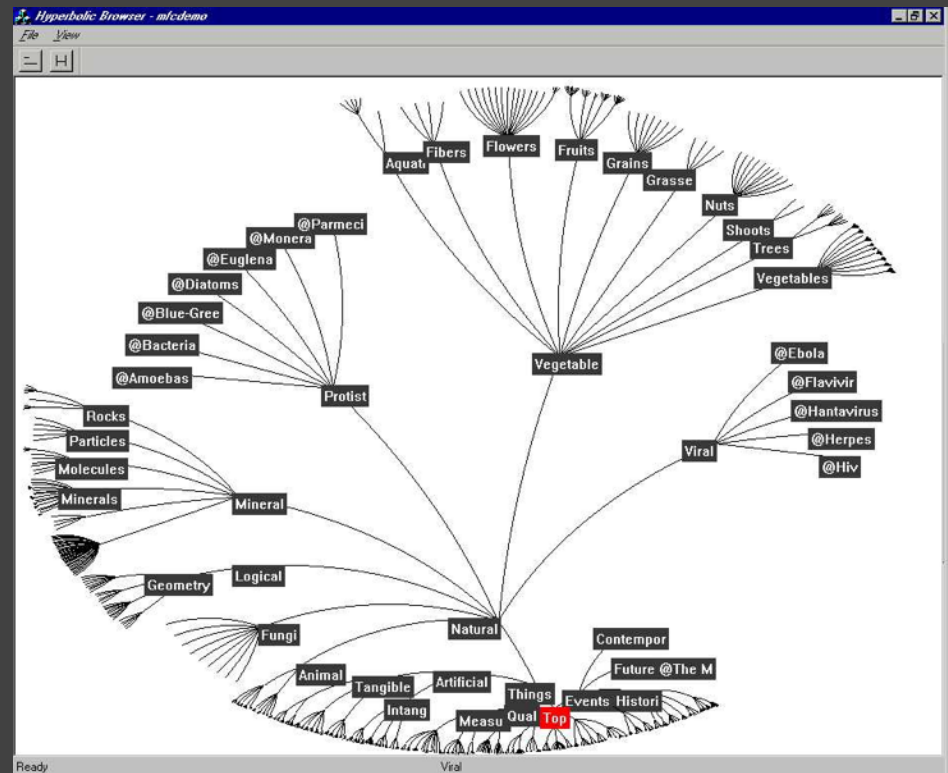 Hyperbolic Browser - mfcdemo
File View
Aquat
Fibers
Flowers
Fruits
Grains
Grasse
Nuts
Shoots
Trees
Vegetables
@Parmeci
@Monera
@Euglena
@Diatoms
@Blue-Gree
@Bacteria
@Amoebas
Protist
Vegetable
@Ebola
@Flavivir
@Hantavirus
@Herpes
@Hiv
Viral
Rocks
Particles
Molecules
Minerals
Mineral
Geometry
Logical
Fungi
Natural
Contempor
Future @The M
Animal
Tangible
Artificial
Intang
Things
Events Histori
Measu
Qual
Top
Ready Viral